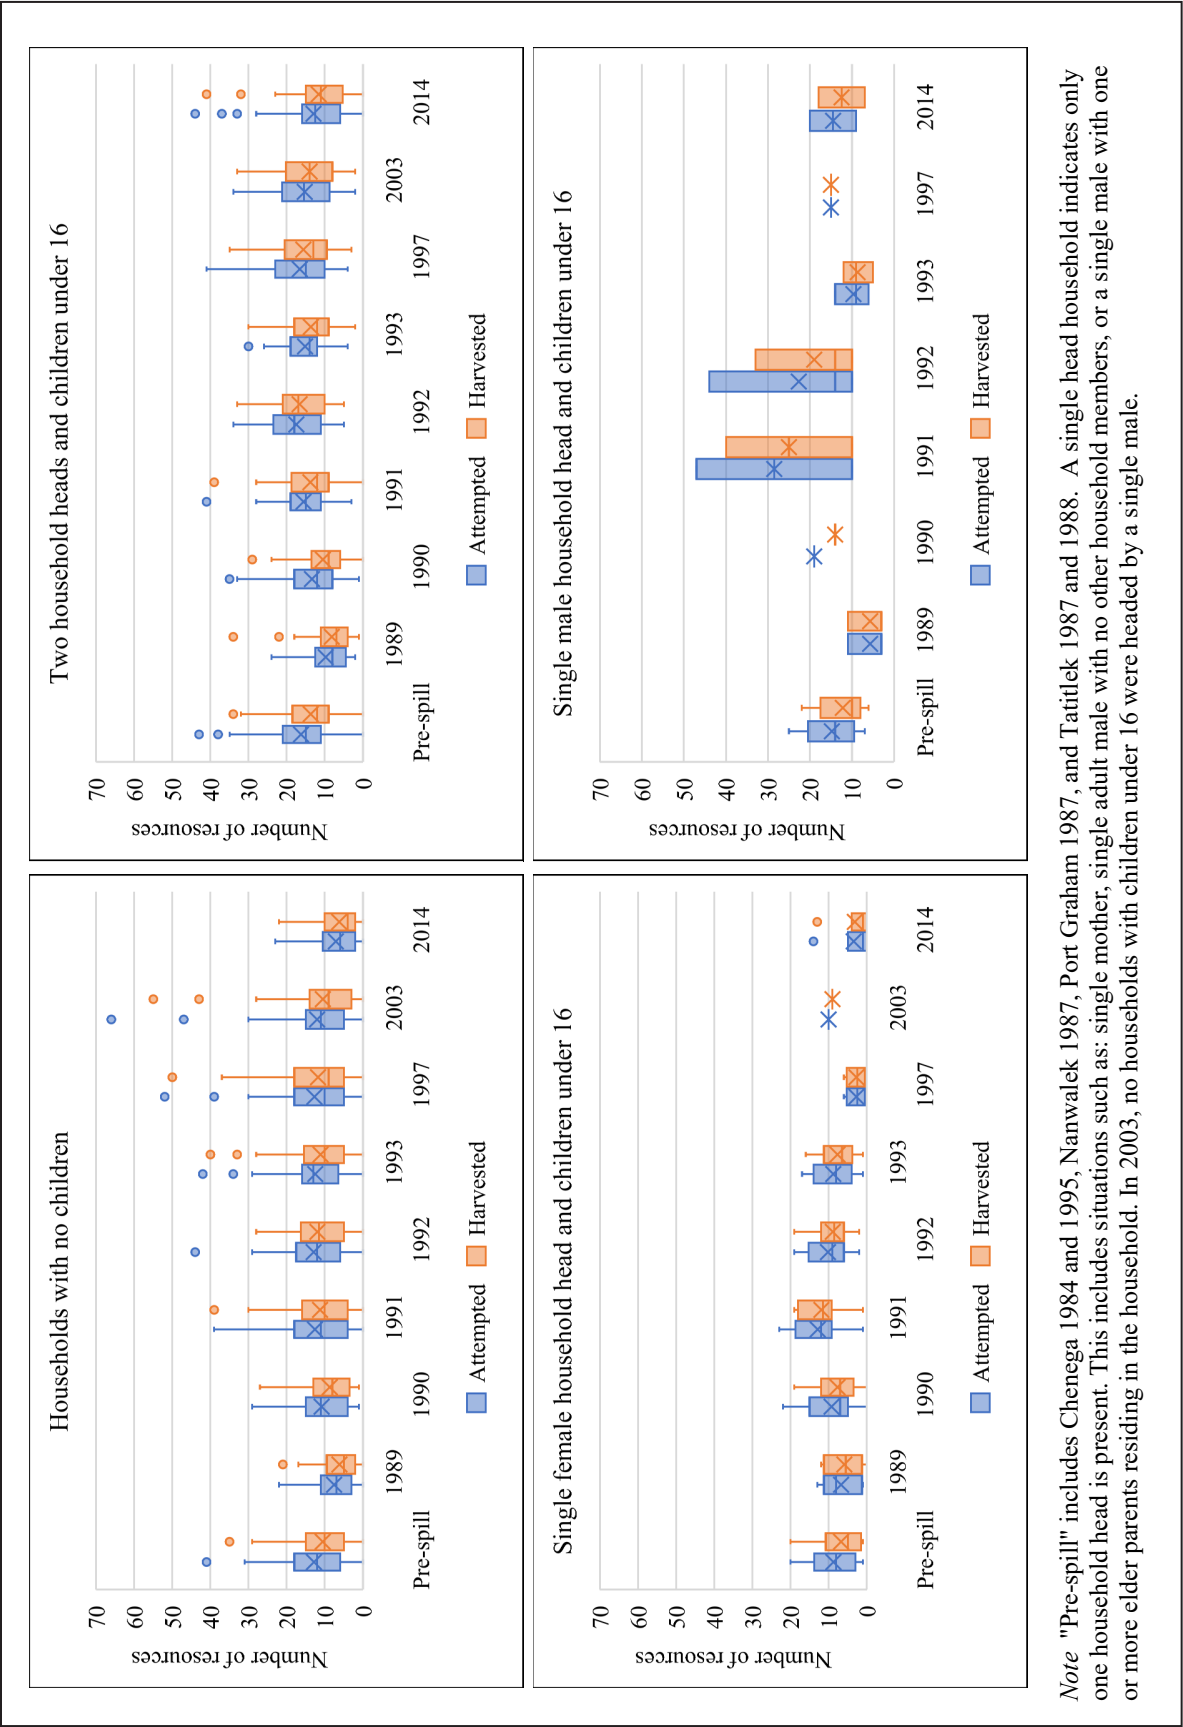 Households with no children
Number of resources
70
60
50
40
30
20
10
0
1989 1991 1993 2003
Pre-spill 1990 1992 1997 2014
Attempted Harvested
Two household heads and children under 16
Number of resources
70
60
50
40
30
20
10
0
1989 1991 1993 2003
Pre-spill 1990 1992 1997 2014
Attempted Harvested
Single female household head and children under 16
Number of resources
70
60
50
40
30
20
10
0
1989 1991 1993 2003
Pre-spill 1990 1992 1997 2014
Attempted Harvested
Single male household head and children under 16
Number of resources
70
60
50
40
30
20
10
0
Pre-spill 1989 1990 1991 1992 1993 1997 2014
Attempted Harvested
Note "Pre-spill" includes Chenega 1984 and 1995, Nanwalek 1987, Port Graham 1987, and Tatitlek 1987 and 1988. A single head household indicates only
one household head is present. This includes situations such as: single mother, single adult male with no other household members, or a single male with one
or more elder parents residing in the household. In 2003, no households with children under 16 were headed by a single male.